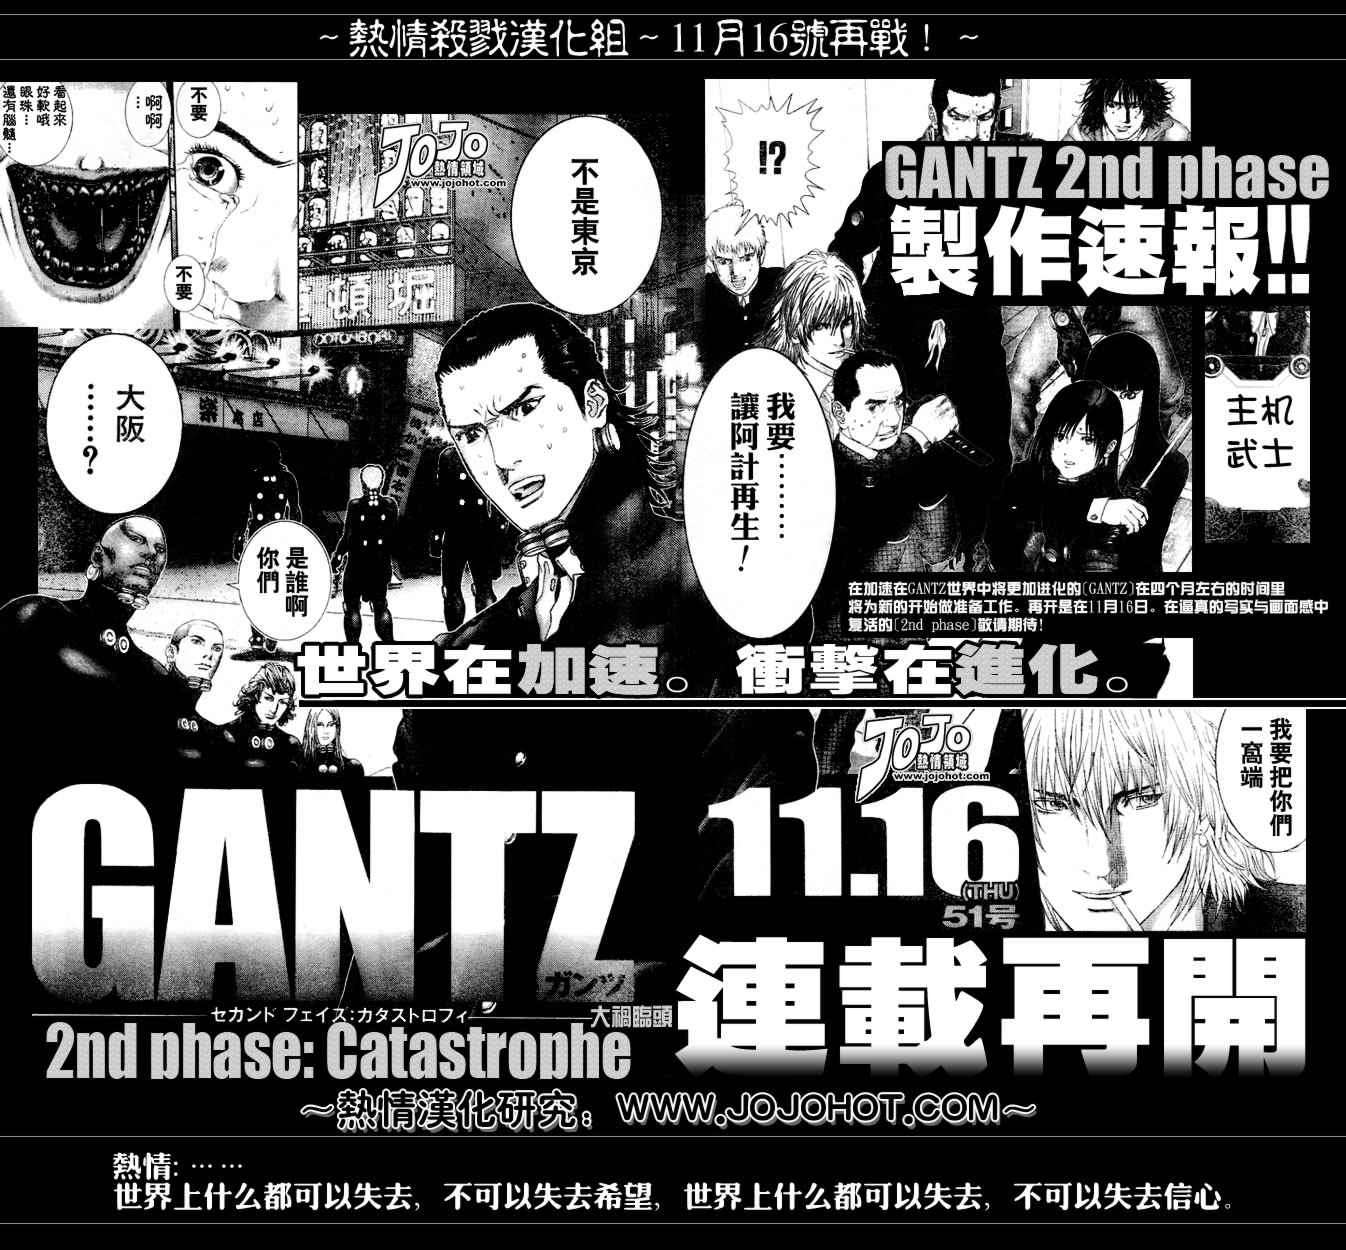 ~熱情殺戮漢化組~11月16號再戰！~
GANTZ 2nd phase
製作速報!!
!?
主机
武士
我要………
讓阿計再生！
不是東京
JoJo
熱情領域
www.jojohot.com
不要
不要
啊啊
…
看起來
好軟哦
眼珠…
還有腦髓…
頓堀
DOTONBORI
大阪
……？
是誰啊
你們
在加速在GANTZ世界中将更加进化的〔GANTZ〕在四个月左右的时间里
将为新的开始做准备工作。再开是在11月16日。在逼真的写实与画面感中
复活的〔2nd phase〕敬请期待！
世界在加速。衝擊在進化。
我要把你們
一窩端
JoJo
熱情領域
www.jojohot.com
11.16
(THU)
51号
連載再開
GANTZ
ガンツ
セカンド フェイズ:カタストロフィ
大禍臨頭
2nd phase: Catastrophe
~熱情漢化研究：WWW.JOJOHOT.COM~
熱情: ……
世界上什么都可以失去，不可以失去希望，世界上什么都可以失去，不可以失去信心。